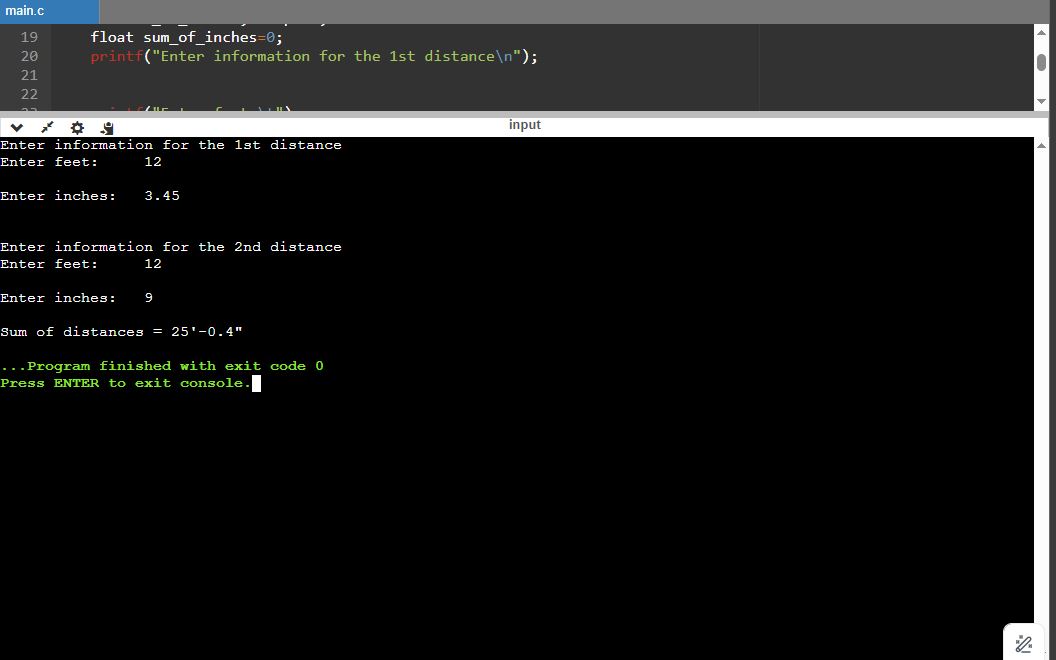 main.c
19 float sum_of_inches=0;
20 printf("Enter information for the 1st distance\n");
21
22
input
Enter information for the 1st distance
Enter feet: 12
Enter inches: 3.45
Enter information for the 2nd distance
Enter feet: 12
Enter inches: 9
Sum of distances = 25'-0.4"
...Program finished with exit code 0
Press ENTER to exit console.